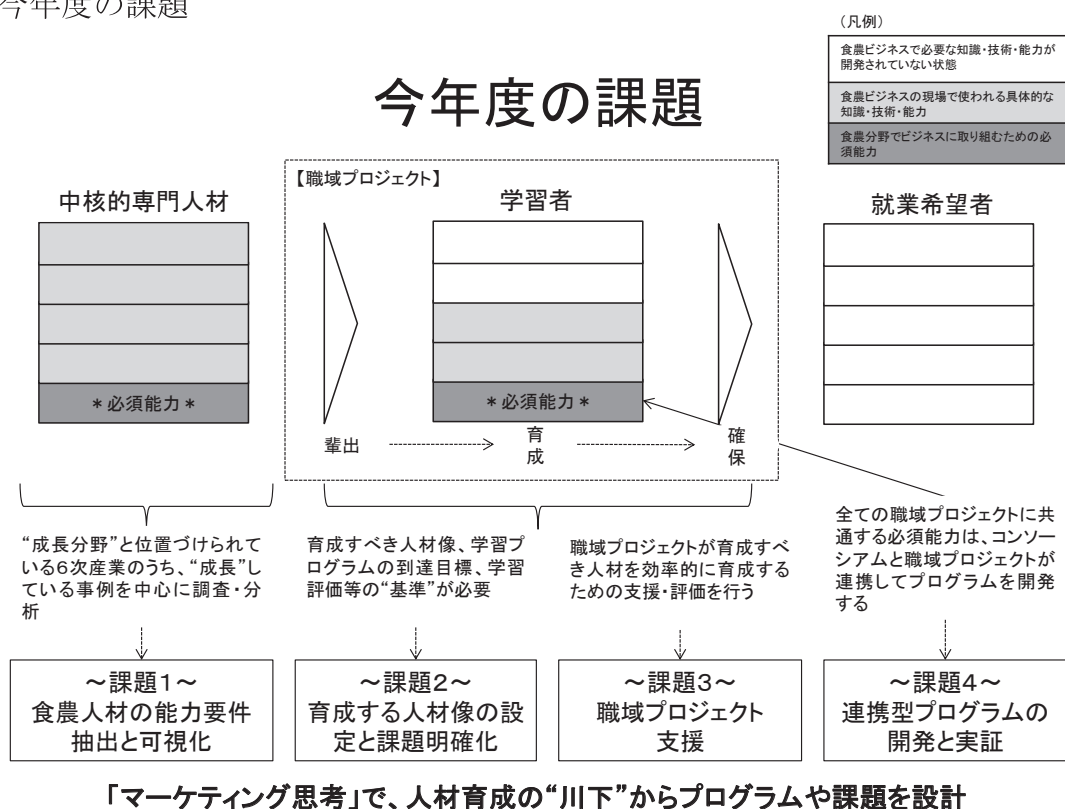 今年度の課題
(凡例)
食農ビジネスで必要な知識・技術・能力が
開発されていない状態
食農ビジネスの現場で使われる具体的な
知識・技術・能力
食農分野でビジネスに取り組むための必
須能力
今年度の課題
【職域プロジェクト】
中核的専門人材
学習者
就業希望者
＊必須能力＊
＊必須能力＊
輩出
育
成
確
保
“成長分野”と位置づけられて
いる6次産業のうち、“成長”し
ている事例を中心に調査・分
析
育成すべき人材像、学習プ
ログラムの到達目標、学習
評価等の“基準”が必要
職域プロジェクトが育成すべ
き人材を効率的に育成する
ための支援・評価を行う
全ての職域プロジェクトに共
通する必須能力は、コンソー
シアムと職域プロジェクトが
連携してプログラムを開発
する
～課題1～
食農人材の能力要件
抽出と可視化
～課題2～
育成する人材像の設
定と課題明確化
～課題3～
職域プロジェクト
支援
～課題4～
連携型プログラムの
開発と実証
「マーケティング思考」で、人材育成の“川下”からプログラムや課題を設計